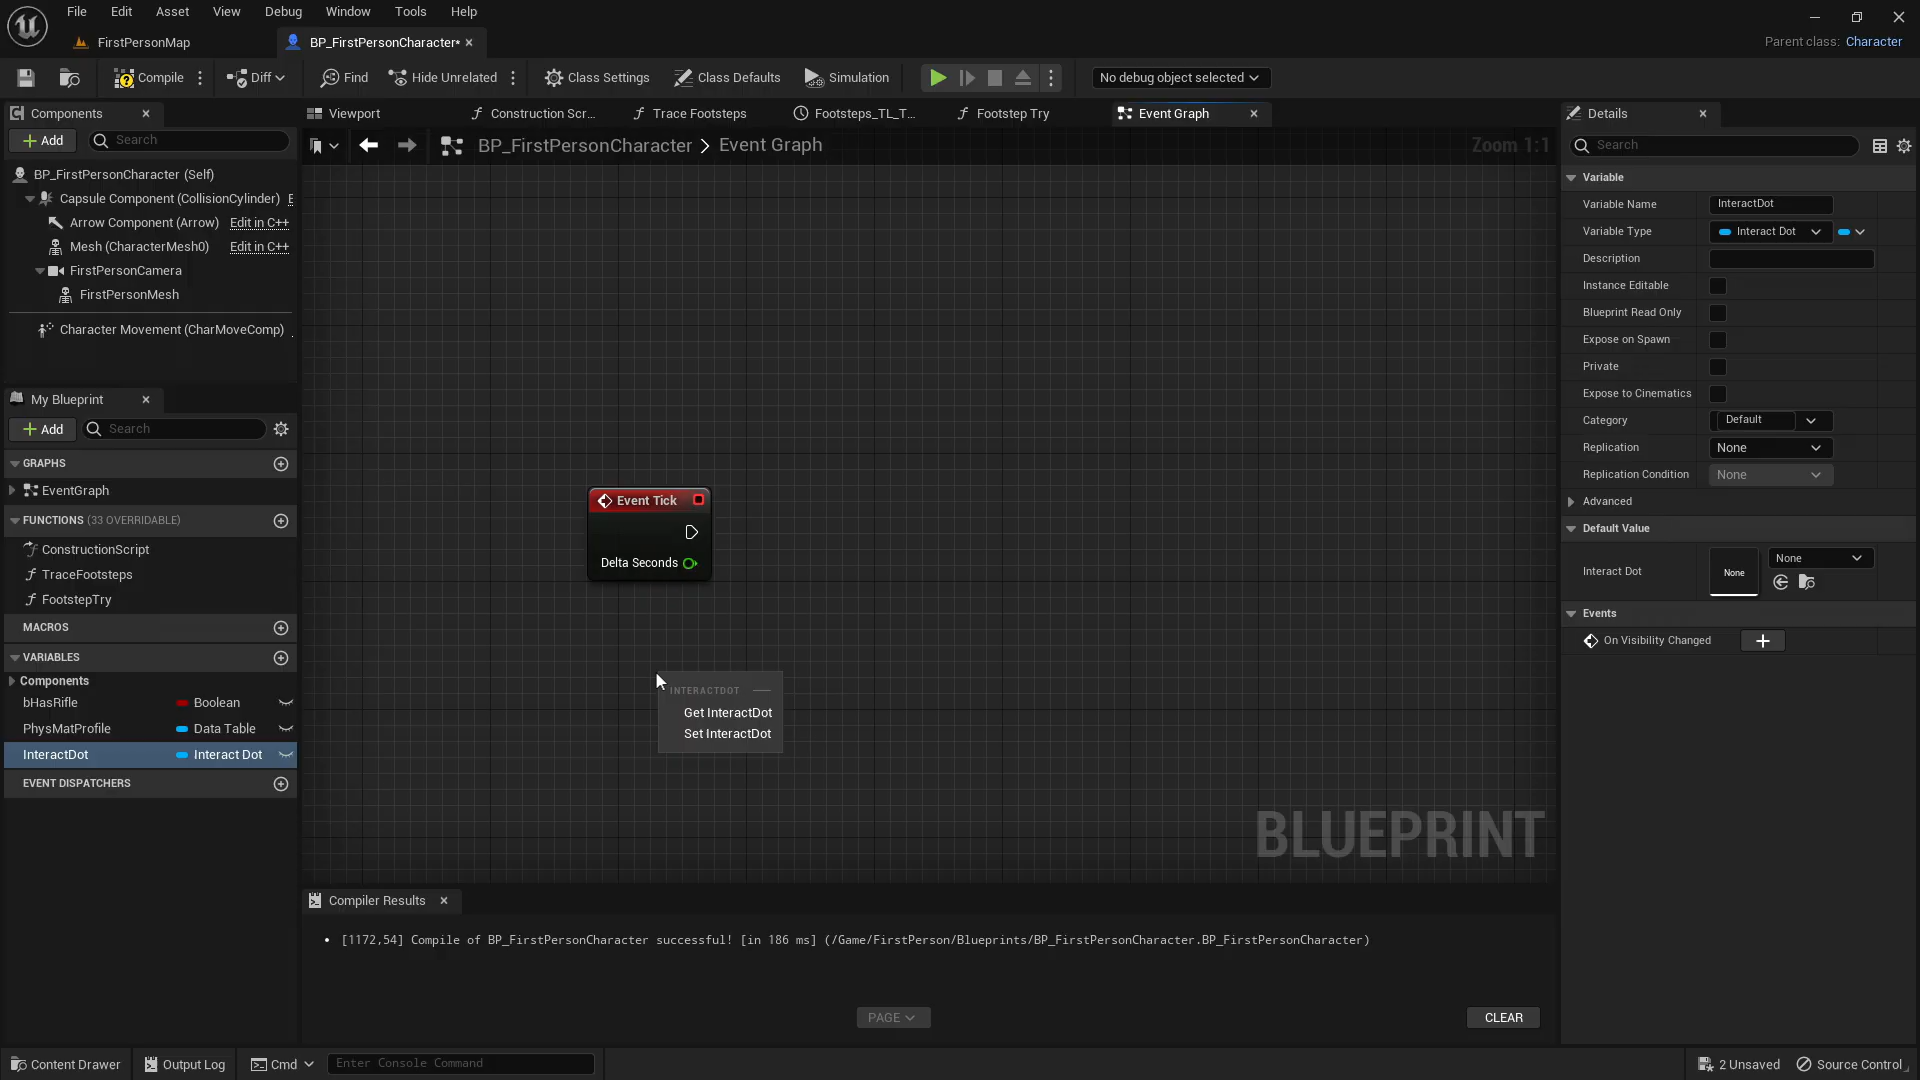 File Edit Asset View Debug Window Tools Help
FirstPersonMap
BP_FirstPersonCharacter*
Parent class: Character
Compile
Diff
Find
Hide Unrelated
Class Settings
Class Defaults
Simulation
No debug object selected
Components
Add
Search
BP_FirstPersonCharacter (Self)
Capsule Component (CollisionCylinder) E
Arrow Component (Arrow) Edit in C++
Mesh (CharacterMesh0) Edit in C++
FirstPersonCamera
FirstPersonMesh
Character Movement (CharMoveComp)
My Blueprint
Add
Search
GRAPHS
EventGraph
FUNCTIONS (33 OVERRIDABLE)
ConstructionScript
TraceFootsteps
FootstepTry
MACROS
VARIABLES
Components
bHasRifle Boolean
PhysMatProfile Data Table
InteractDot Interact Dot
EVENT DISPATCHERS
Viewport
Construction Scr...
Trace Footsteps
Footsteps_TL_T...
Footstep Try
Event Graph
BP_FirstPersonCharacter > Event Graph
Zoom 1:1
Event Tick
Delta Seconds
INTERACTDOT
Get InteractDot
Set InteractDot
BLUEPRINT
Compiler Results
[1172,54] Compile of BP_FirstPersonCharacter successful! [in 186 ms] (/Game/FirstPerson/Blueprints/BP_FirstPersonCharacter.BP_FirstPersonCharacter)
PAGE
CLEAR
Details
Search
Variable
Variable Name InteractDot
Variable Type Interact Dot
Description
Instance Editable
Blueprint Read Only
Expose on Spawn
Private
Expose to Cinematics
Category Default
Replication None
Replication Condition None
Advanced
Default Value
Interact Dot None None
Events
On Visibility Changed
Content Drawer
Output Log
Cmd
Enter Console Command
2 Unsaved
Source Control